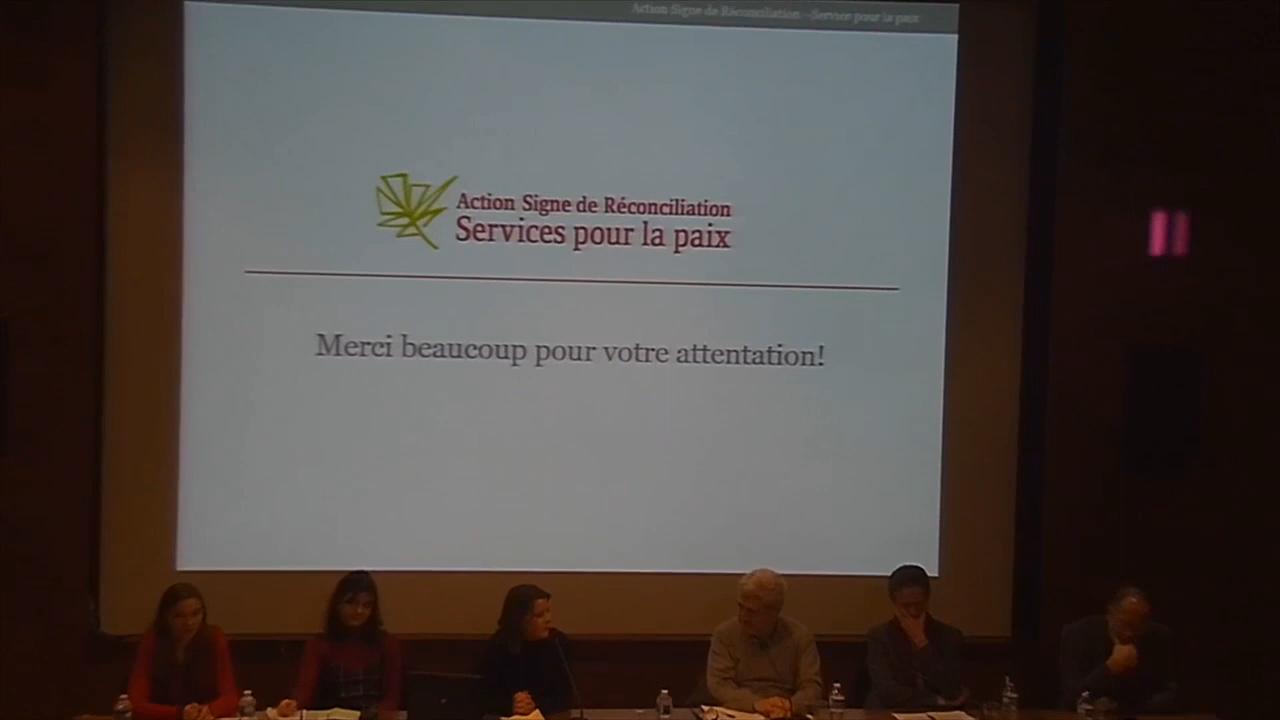 Action Signe de Réconciliation - Service pour la paix
Action Signe de Réconciliation
Services pour la paix
Merci beaucoup pour votre attentation!